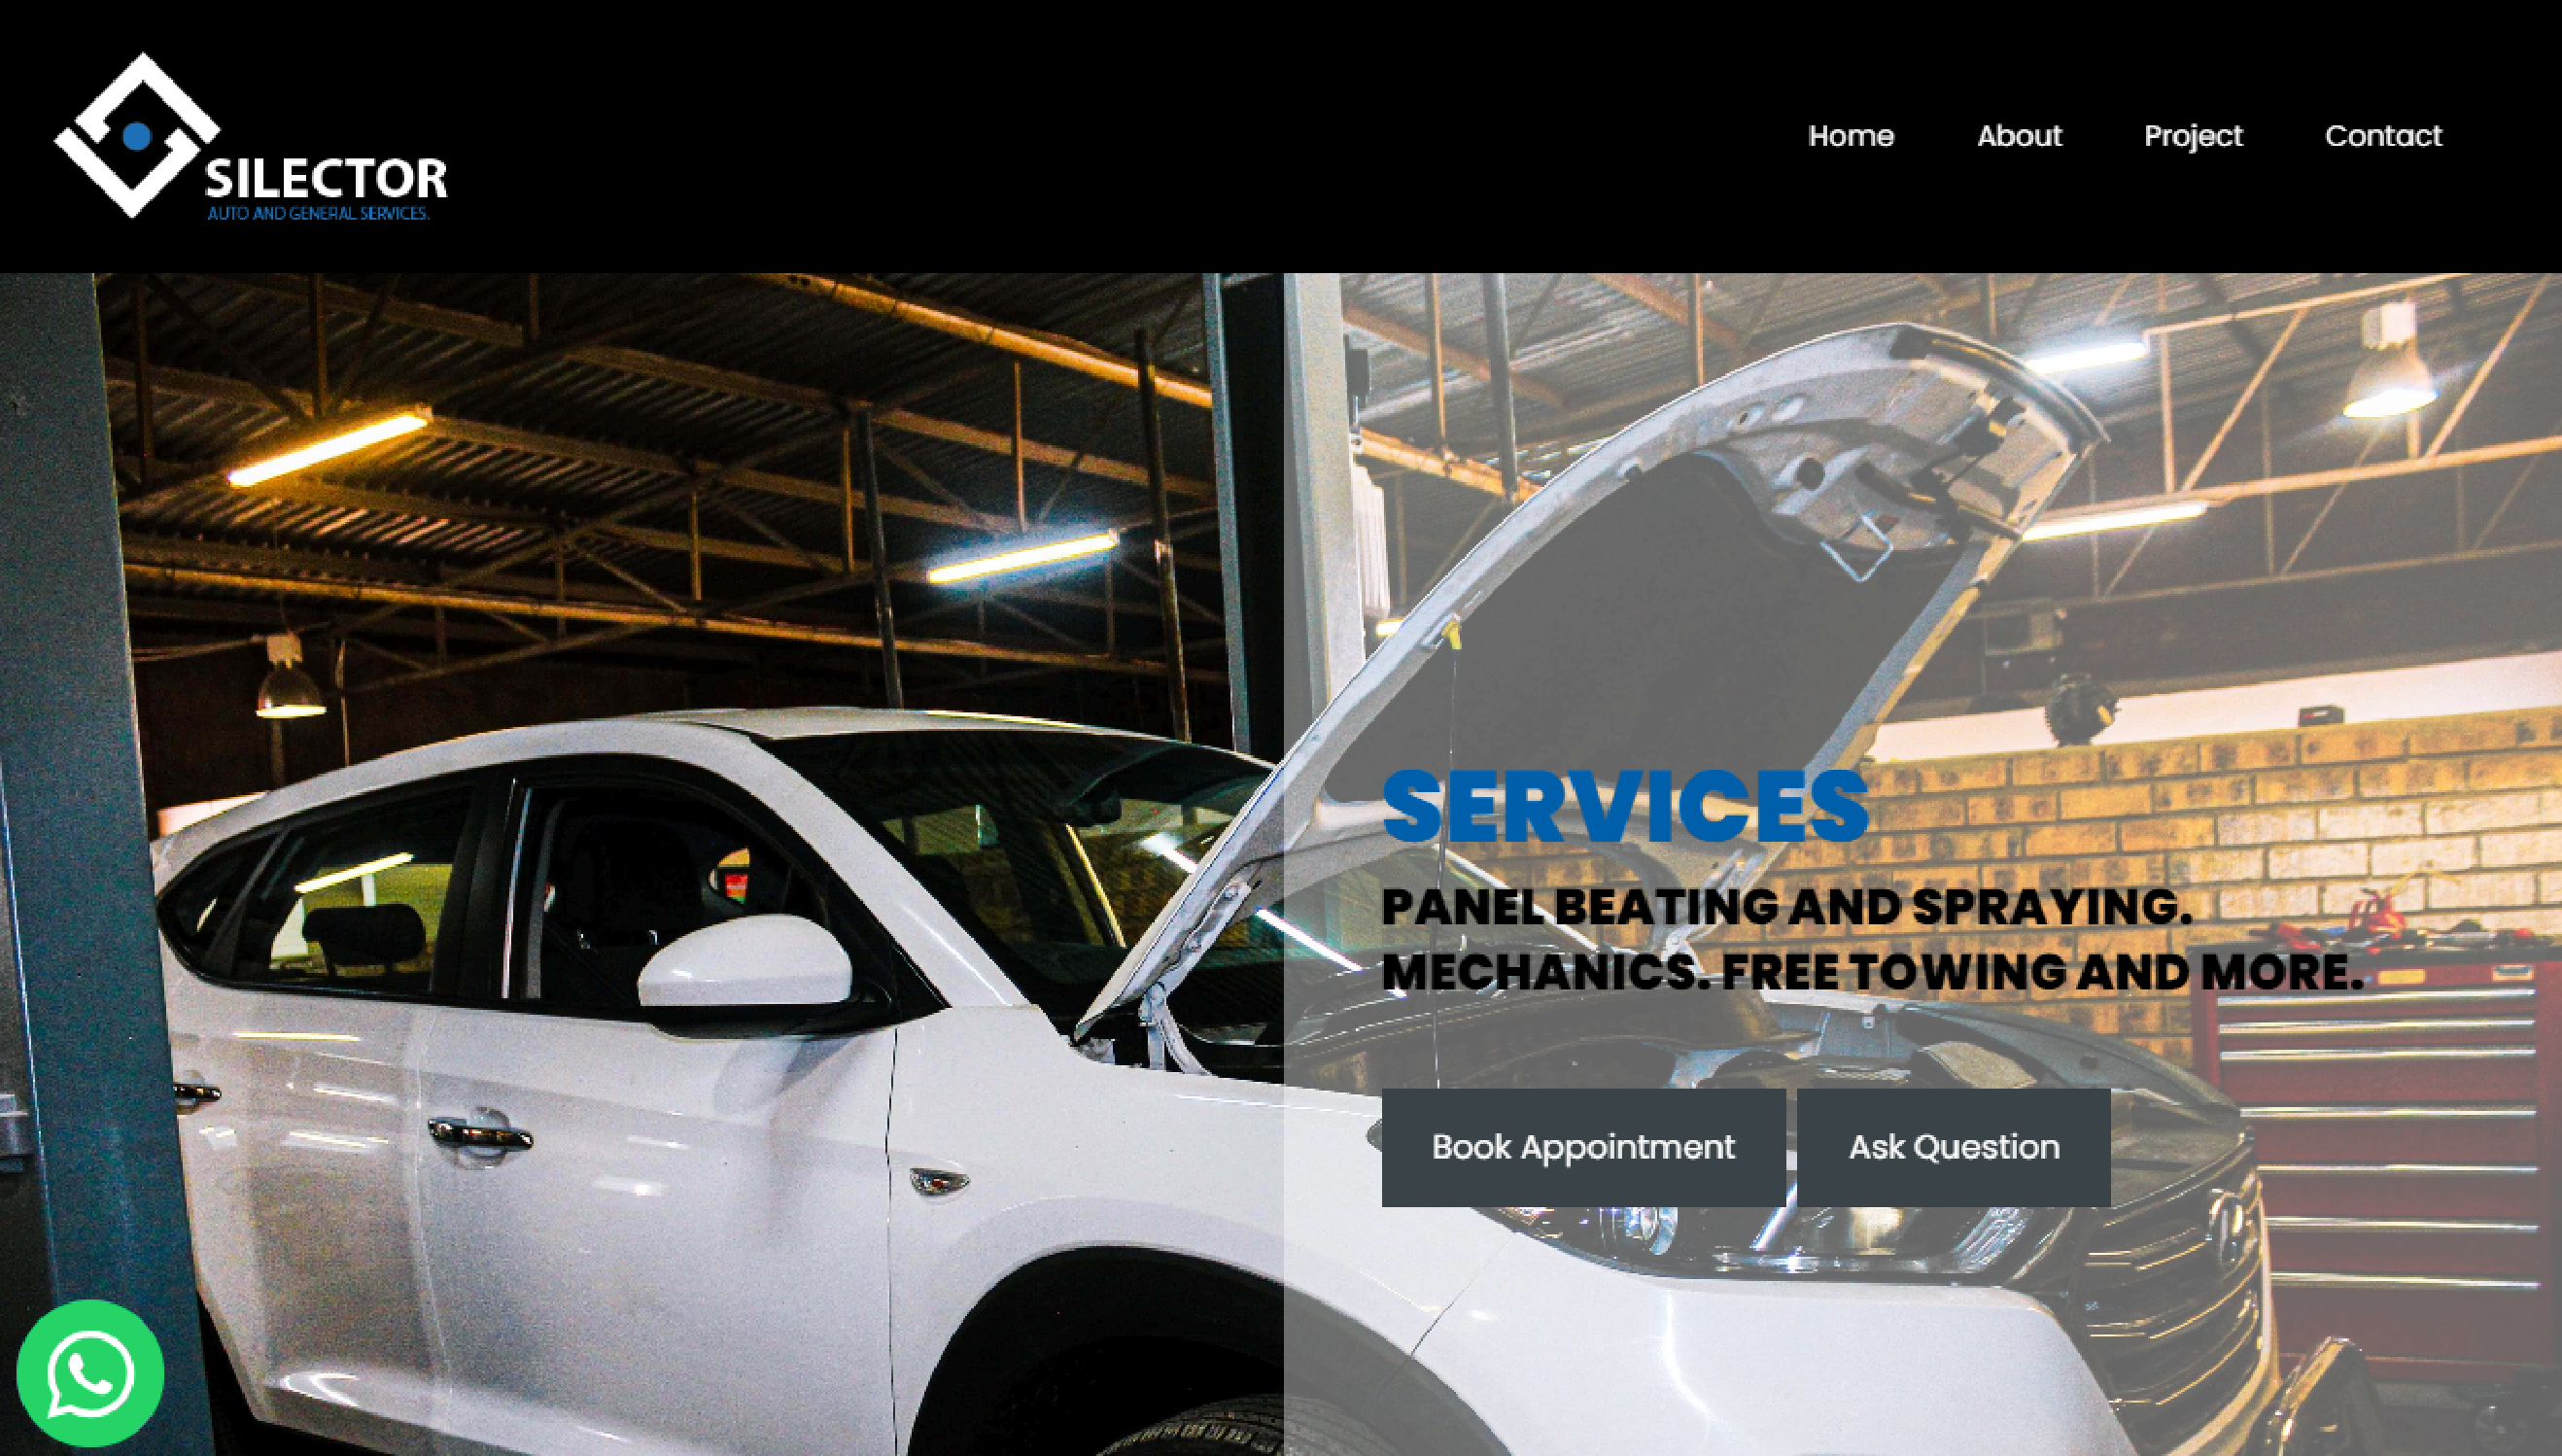 SILECTOR
AUTO AND GENERAL SERVICES.
Home About Project Contact
SERVICES
PANEL BEATING AND SPRAYING.
MECHANICS. FREE TOWING AND MORE.
Book Appointment Ask Question